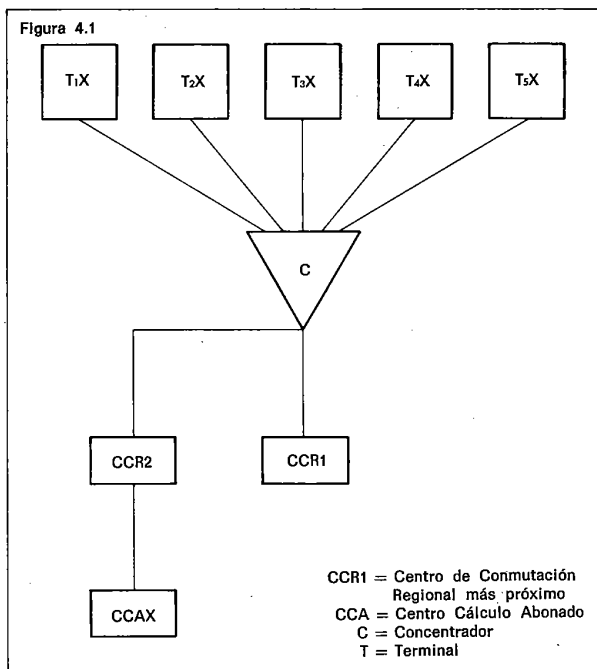 Figura 4.1
T₁X
T₂X
T₃X
T₄X
T₅X
C
CCR2
CCR1
CCAX
CCR1 = Centro de Conmutación
Regional más próximo
CCA = Centro Cálculo Abonado
C = Concentrador
T = Terminal